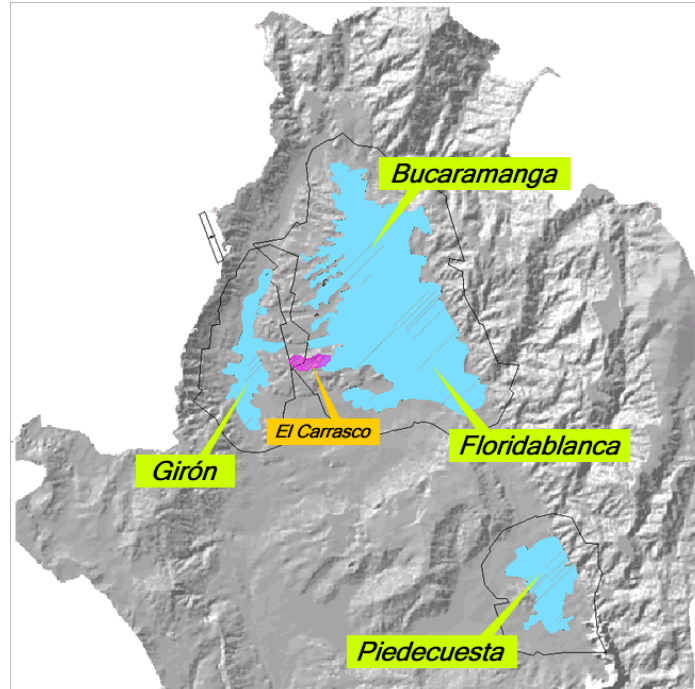 Bucaramanga
El Carrasco
Floridablanca
Girón
Piedecuesta